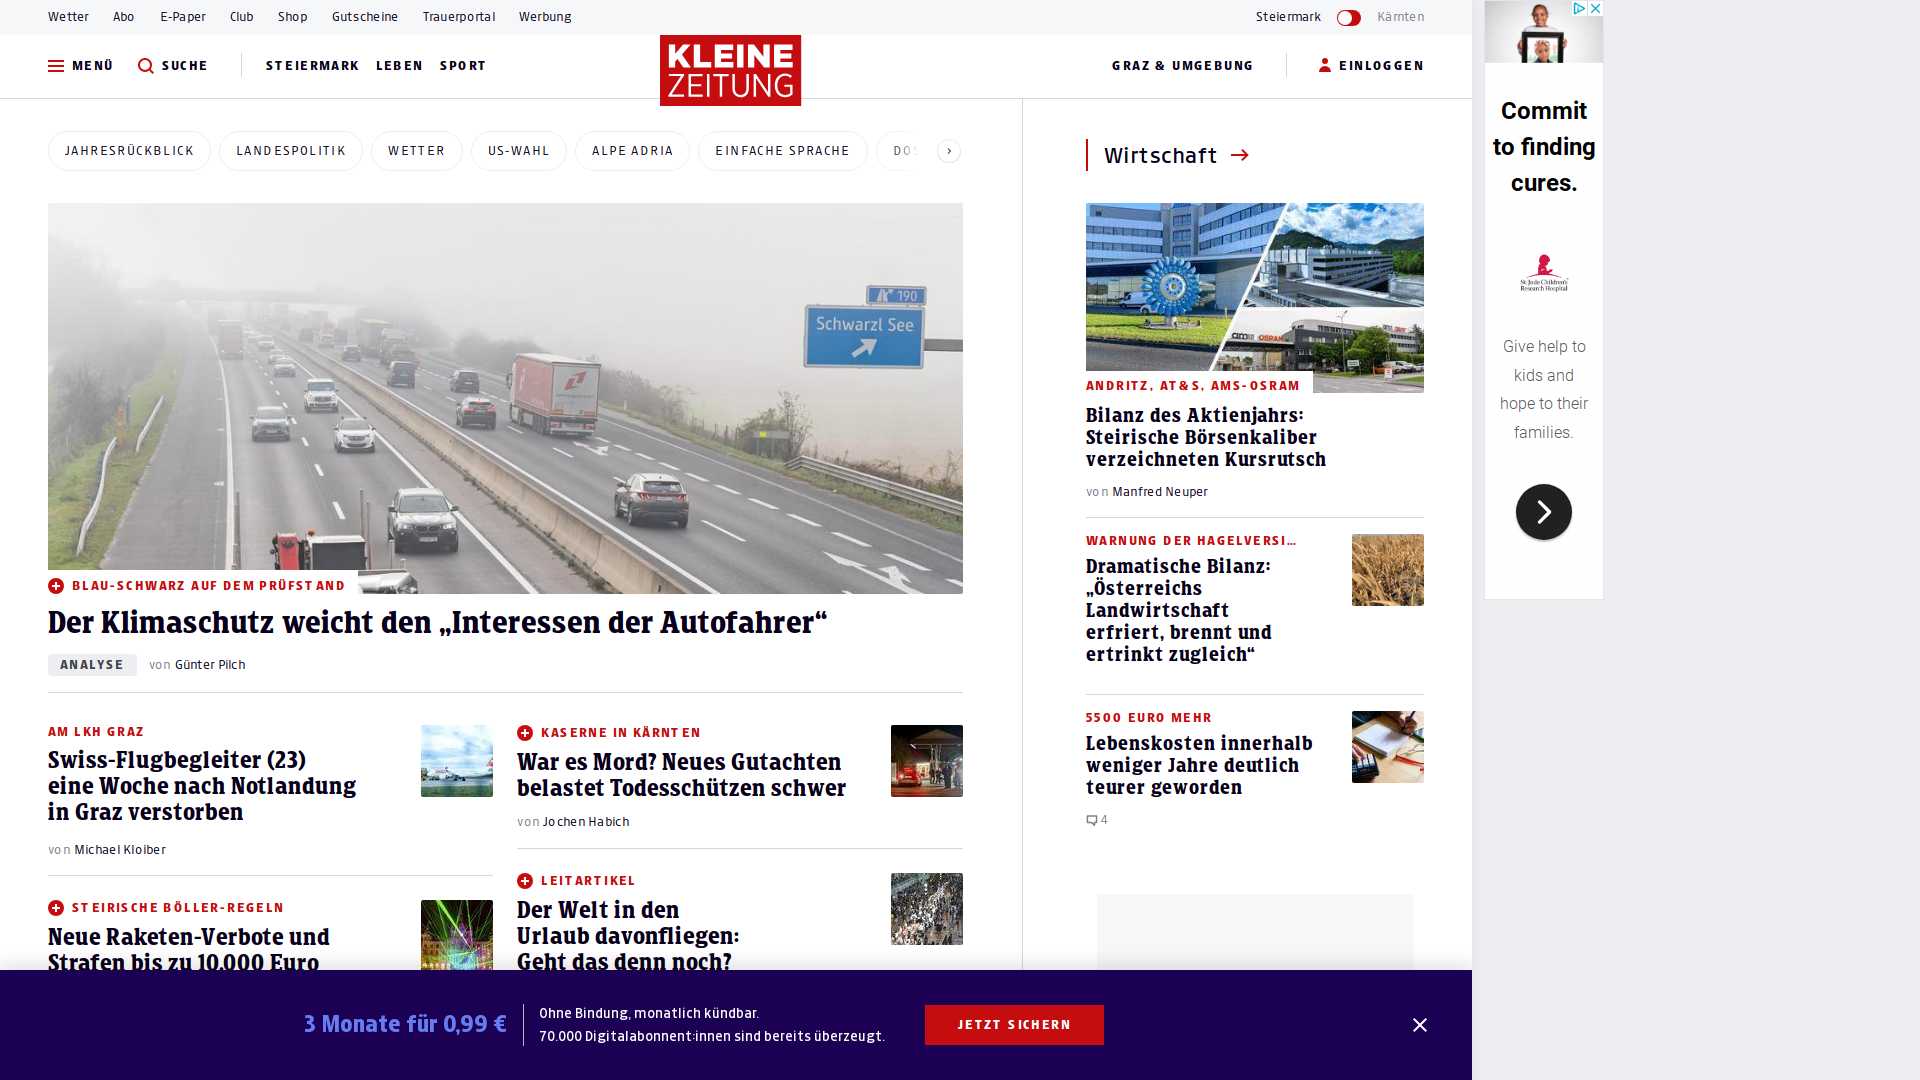 Wetter Abo E-Paper Club Shop Gutscheine Trauerportal Werbung
Steiermark Kärnten
MENÜ SUCHE STEIERMARK LEBEN SPORT
KLEINE
ZEITUNG
GRAZ & UMGEBUNG EINLOGGEN
JAHRESRÜCKBLICK LANDESPOLITIK WETTER US-WAHL ALPE ADRIA EINFACHE SPRACHE
190
Schwarzl See
BLAU-SCHWARZ AUF DEM PRÜFSTAND
Der Klimaschutz weicht den „Interessen der Autofahrer“
ANALYSE von Günter Pilch
AM LKH GRAZ
Swiss-Flugbegleiter (23)
eine Woche nach Notlandung
in Graz verstorben
von Michael Kloiber
STEIRISCHE BÖLLER-REGELN
Neue Raketen-Verbote und
Strafen bis zu 10.000 Euro
KASERNE IN KÄRNTEN
War es Mord? Neues Gutachten
belastet Todesschützen schwer
von Jochen Habich
LEITARTIKEL
Der Welt in den
Urlaub davonfliegen:
Geht das denn noch?
Wirtschaft
OSRAM
ANDRITZ, AT&S, AMS-OSRAM
Bilanz des Aktienjahrs:
Steirische Börsenkaliber
verzeichneten Kursrutsch
von Manfred Neuper
WARNUNG DER HAGELVERSI...
Dramatische Bilanz:
„Österreichs
Landwirtschaft
erfriert, brennt und
ertrinkt zugleich“
5500 EURO MEHR
Lebenskosten innerhalb
weniger Jahre deutlich
teurer geworden
4
3 Monate für 0,99 €
Ohne Bindung, monatlich kündbar.
70.000 Digitalabonnent:innen sind bereits überzeugt.
JETZT SICHERN
Commit
to finding
cures.
St. Jude Children's
Research Hospital
Give help to
kids and
hope to their
families.